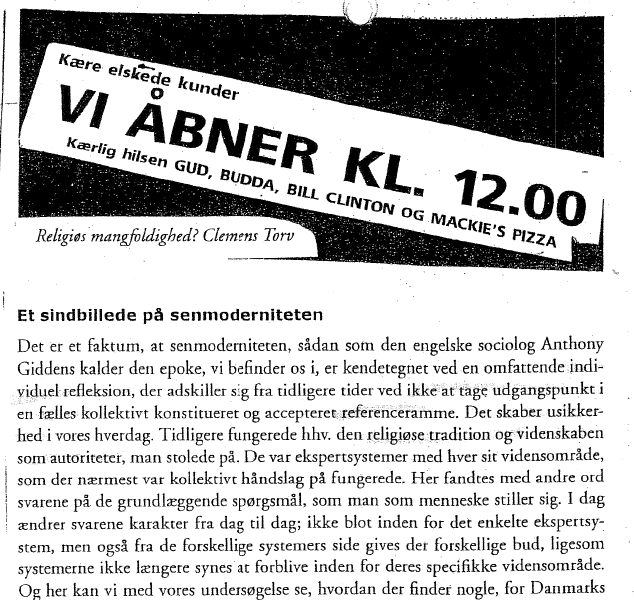 Kære elskede kunder
VI ÅBNER KL. 12.00
Kærlig hilsen GUD, BUDDA, BILL CLINTON OG MACKIE'S PIZZA
Religiøs mangfoldighed? Clemens Torv
Et sindbillede på senmoderniteten
Det er et faktum, at senmoderniteten, sådan som den engelske sociolog Anthony
Giddens kalder den epoke, vi befinder os i, er kendetegnet ved en omfattende indi-
viduel refleksion, der adskiller sig fra tidligere tider ved ikke at tage udgangspunkt i
en fælles kollektivt konstitueret og accepteret referenceramme. Det skaber usikker-
hed i vores hverdag. Tidligere fungerede hhv. den religiøse tradition og videnskaben
som autoriteter, man stolede på. De var ekspertsystemer med hver sit vidensområde,
som der nærmest var kollektivt håndslag på fungerede. Her fandtes med andre ord
svarene på de grundlæggende spørgsmål, som man som menneske stiller sig. I dag
ændrer svarene karakter fra dag til dag; ikke blot inden for det enkelte ekspertsy-
stem, men også fra de forskellige systemers side gives der forskellige bud, ligesom
systemerne ikke længere synes at forblive inden for deres specifikke vidensområde.
Og her kan vi med vores undersøgelse se, hvordan der finder nogle, for Danmarks